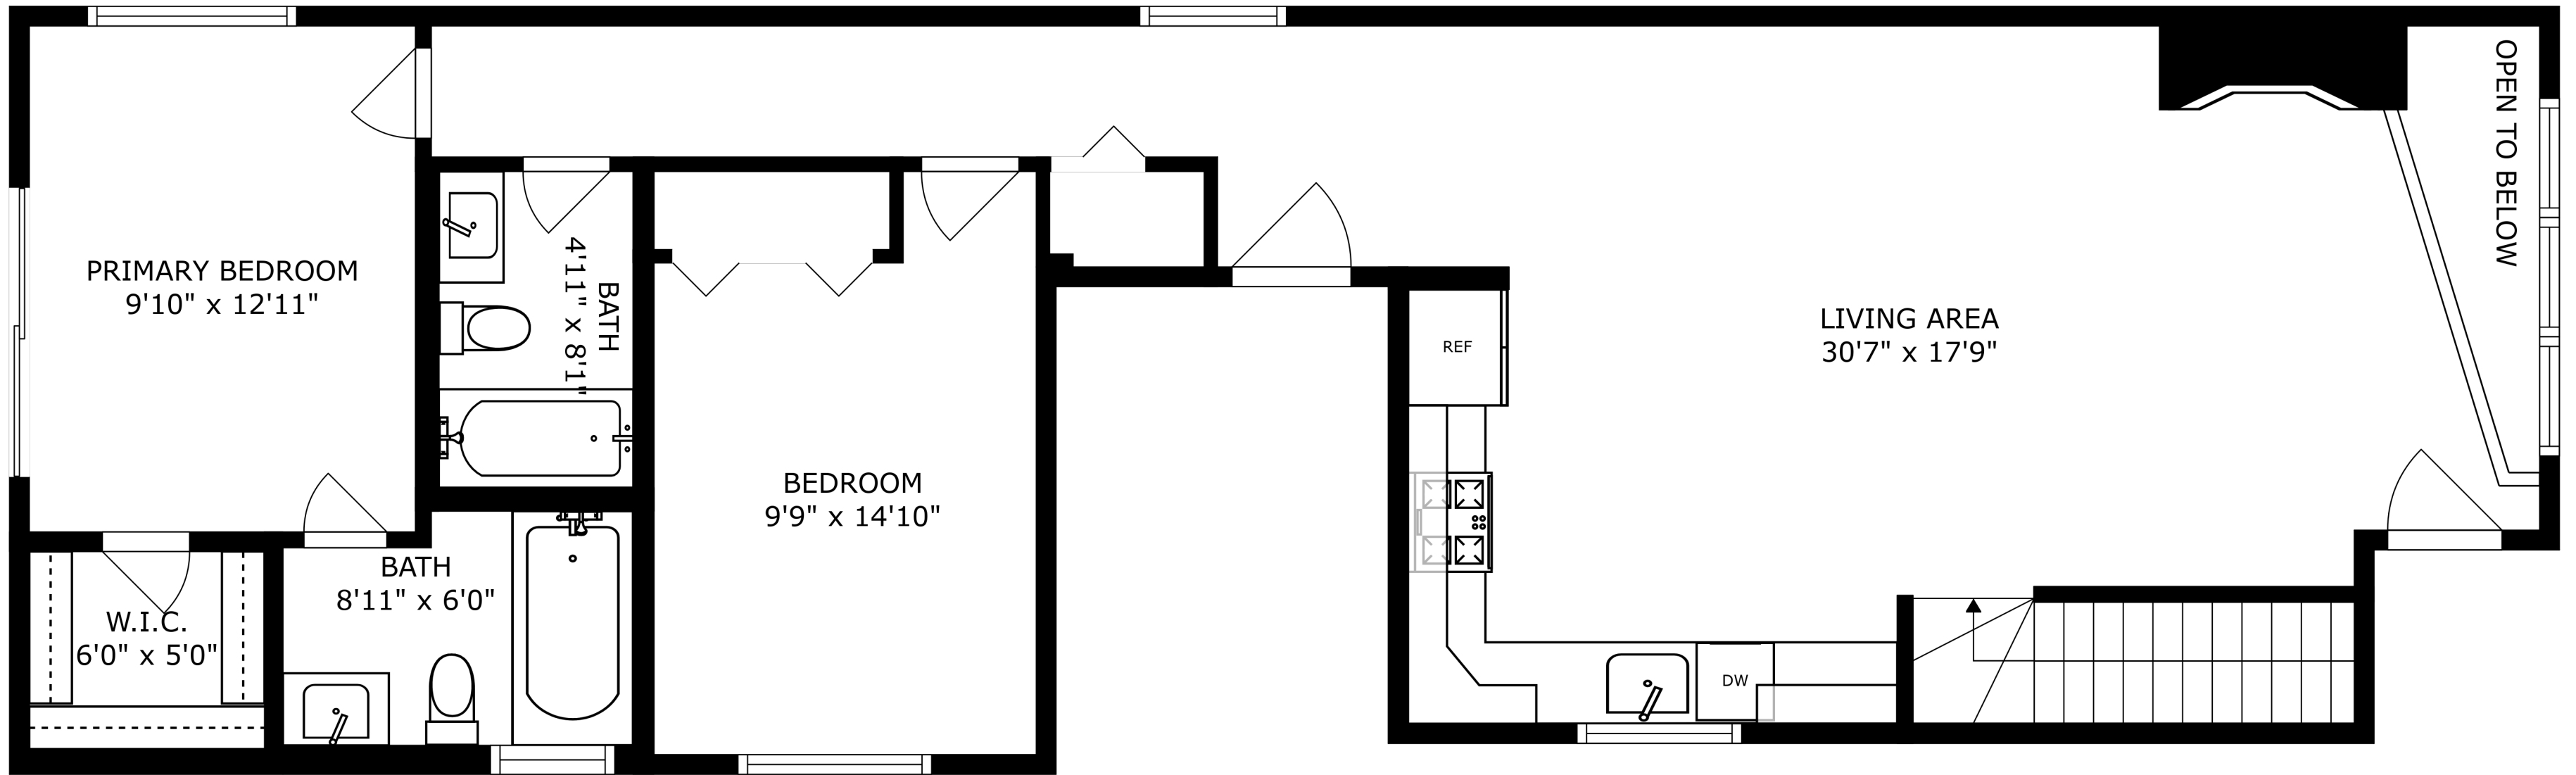 PRIMARY BEDROOM
9'10" x 12'11"
BATH
4'11" x 8'1"
BEDROOM
9'9" x 14'10"
BATH
8'11" x 6'0"
W.I.C.
6'0" x 5'0"
REF
DW
LIVING AREA
30'7" x 17'9"
OPEN TO BELOW